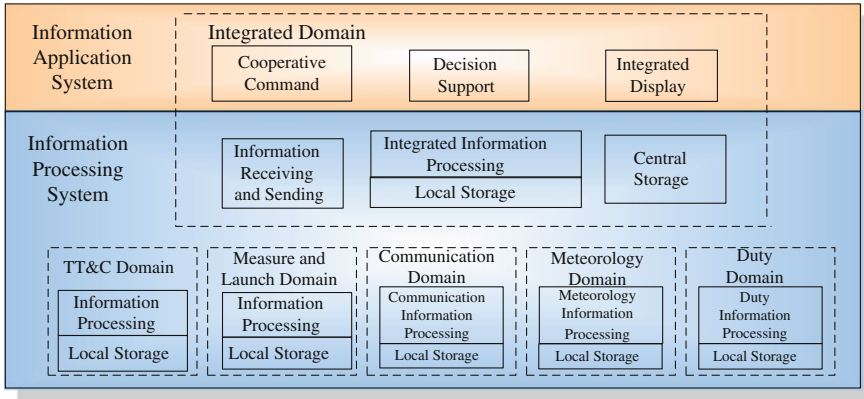 Information
Application
System
Integrated Domain
Cooperative
Command
Decision
Support
Integrated
Display
Information
Processing
System
Information
Receiving
and Sending
Integrated Information
Processing
Local Storage
Central
Storage
TT&C Domain
Information
Processing
Local Storage
Measure and
Launch Domain
Information
Processing
Local Storage
Communication
Domain
Communication
Information
Processing
Local Storage
Meteorology
Domain
Meteorology
Information
Processing
Local Storage
Duty
Domain
Duty
Information
Processing
Local Storage